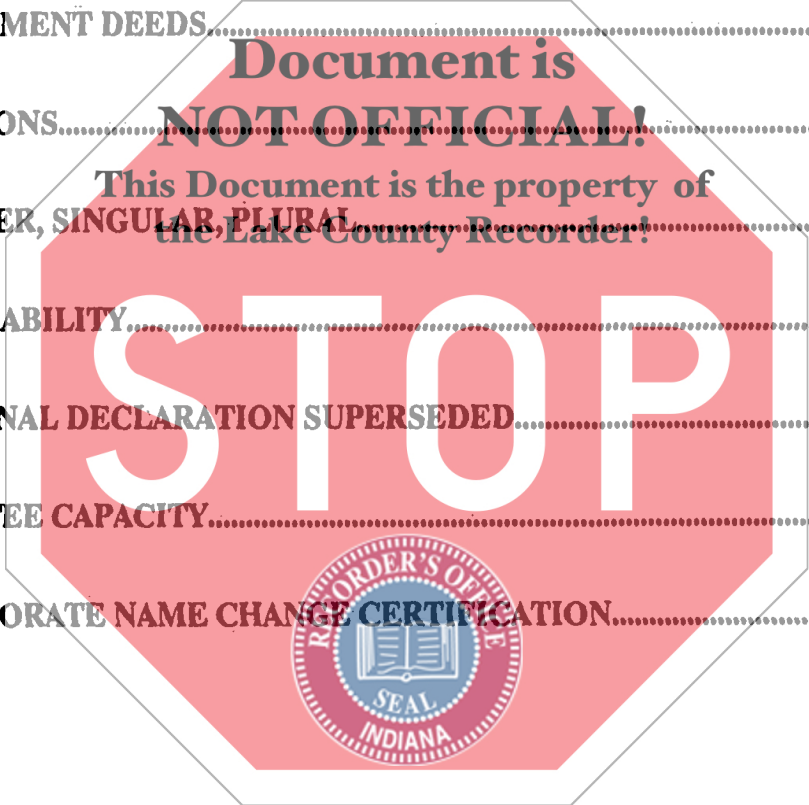 MENT DEEDS
Document is
ONS
NOT OFFICIAL!
This Document is the property of
ER, SINGULAR, PLURAL
the Lake County Recorder!
ABILITY
STOP
NAL DECLARATION SUPERSEDED
EE CAPACITY
ORATE NAME CHANGE CERTIFICATION
RECORDER'S OFFICE
SEAL
INDIANA